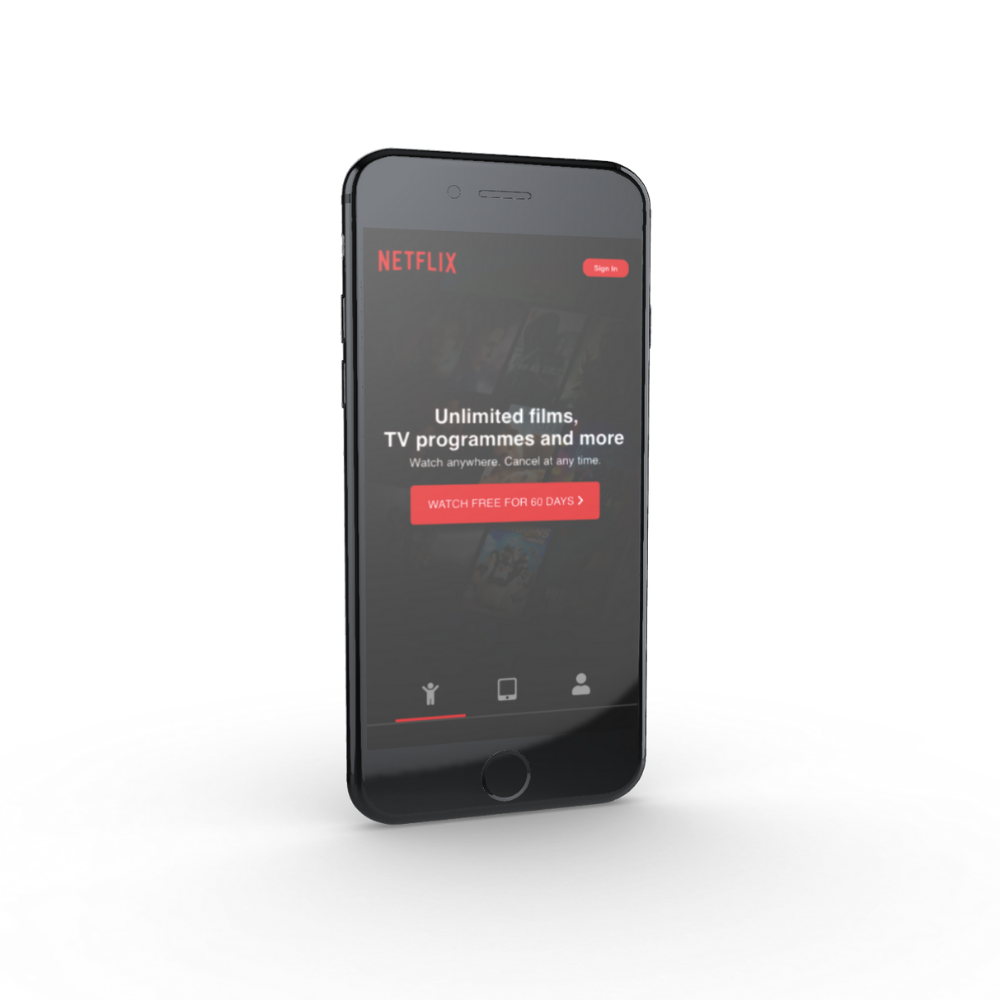 NETFLIX
Sign In
Unlimited films,
TV programmes and more
Watch anywhere. Cancel at any time.
WATCH FREE FOR 60 DAYS